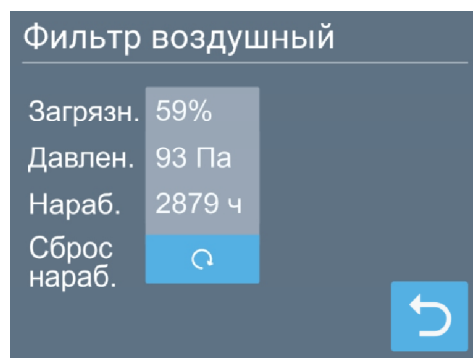 Фильтр воздушный
Загрязн. 59%
Давлен. 93 Па
Нараб. 2879 ч
Сброс
нараб.